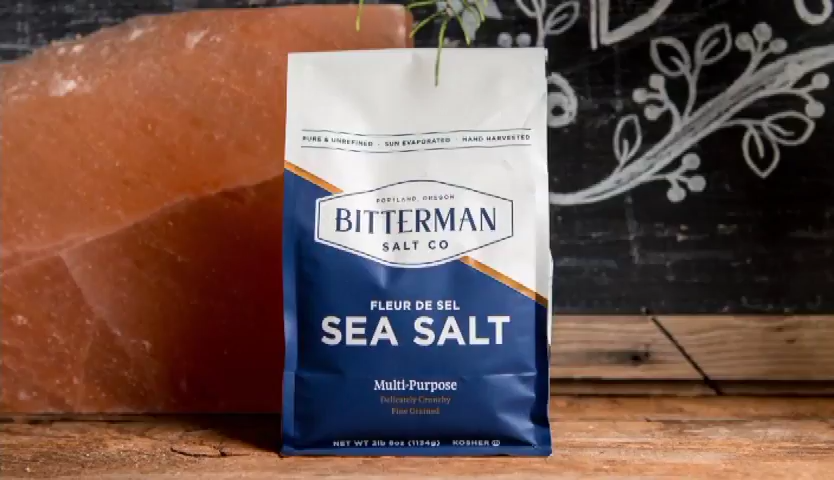 PURE & UNREFINED · SUN EVAPORATED · HAND HARVESTED
PORTLAND, OREGON
BITTERMAN
SALT CO
FLEUR DE SEL
SEA SALT
Multi-Purpose
Delicately Crunchy
Fine Grained
NET WT 2lb 8oz (1134g) KOSHER